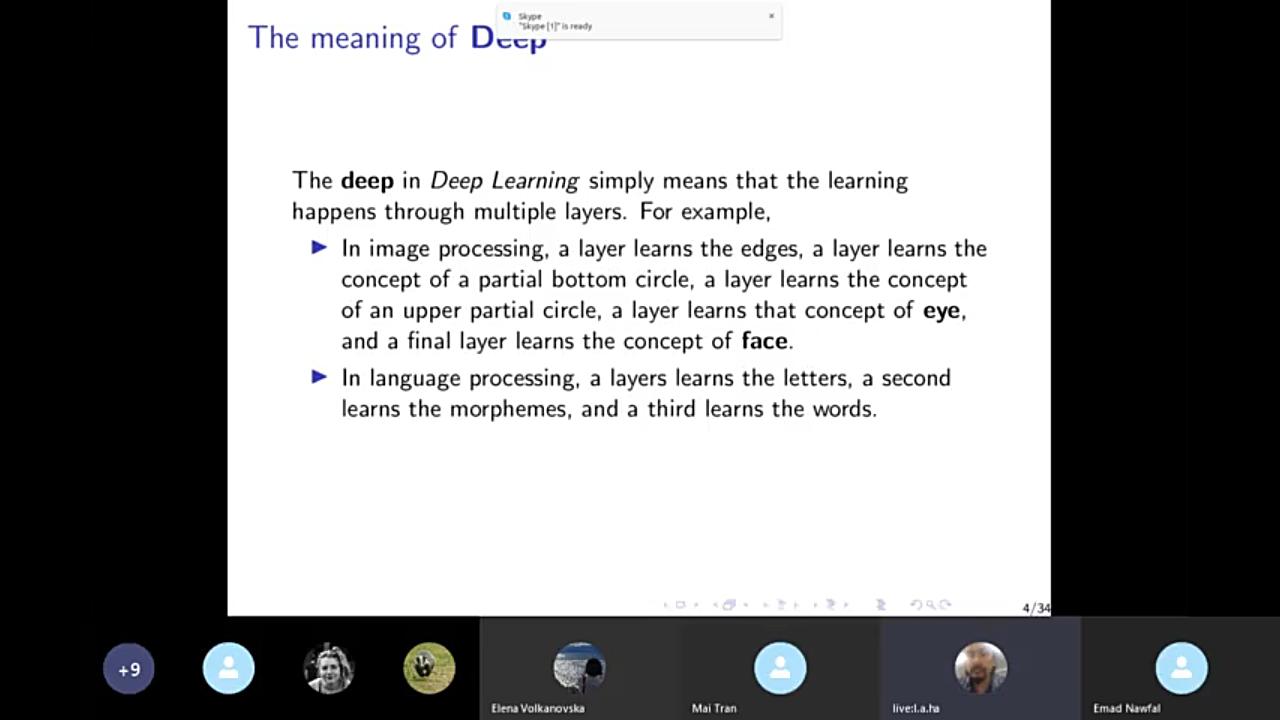 Skype
"Skype [1]" is ready
The meaning of Deep
The deep in Deep Learning simply means that the learning
happens through multiple layers. For example,
In image processing, a layer learns the edges, a layer learns the
concept of a partial bottom circle, a layer learns the concept
of an upper partial circle, a layer learns that concept of eye,
and a final layer learns the concept of face.
In language processing, a layers learns the letters, a second
learns the morphemes, and a third learns the words.
4/34
+9
Elena Volkanovska
Mai Tran
live:l.a.ha
Emad Nawfal